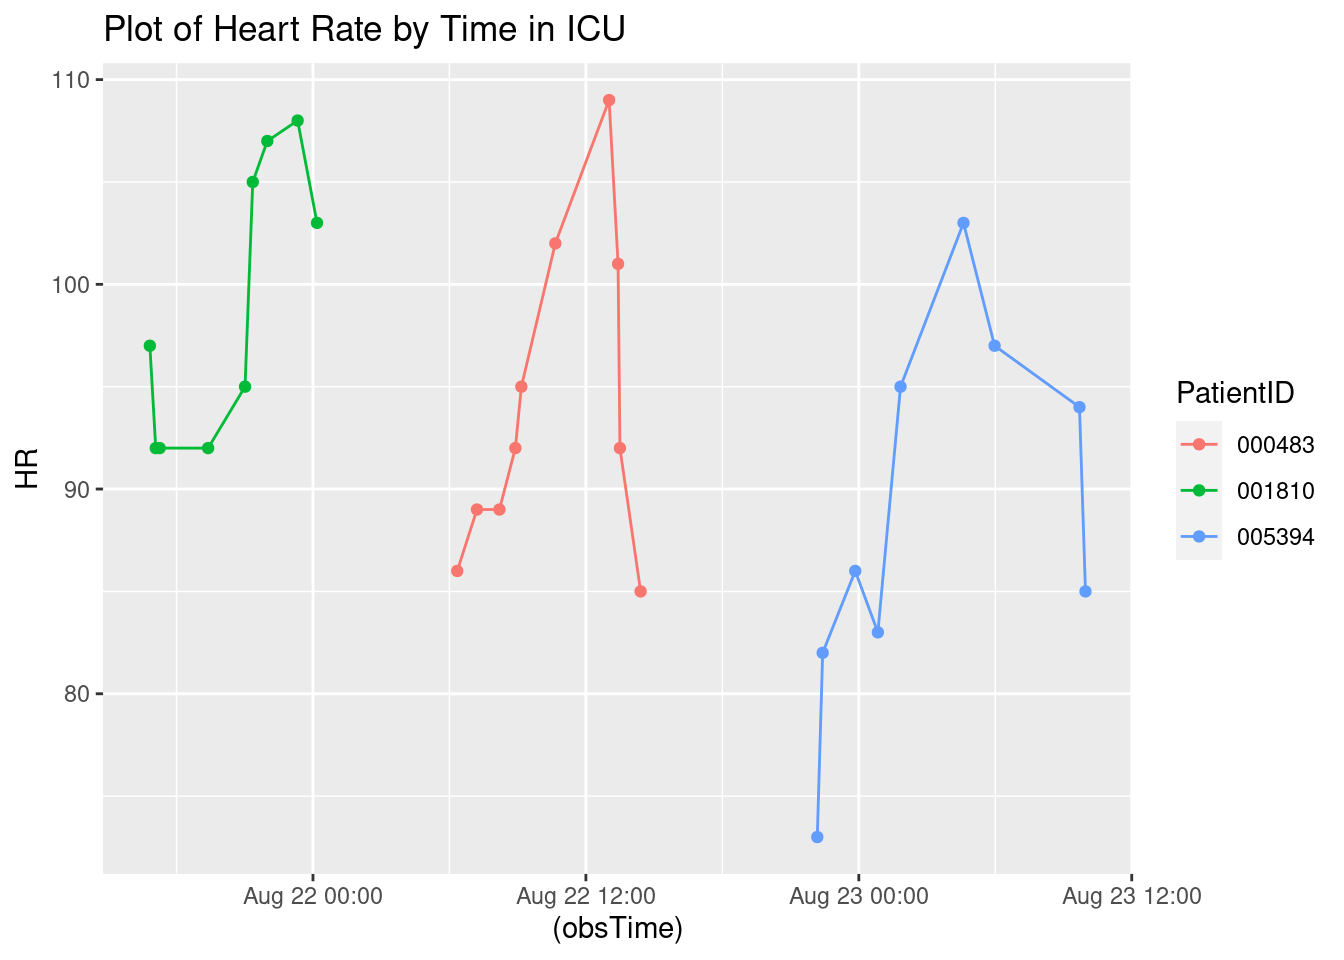 Plot of Heart Rate by Time in ICU
110
100
90
80
HR
Aug 22 00:00
Aug 22 12:00
Aug 23 00:00
Aug 23 12:00
(obsTime)
PatientID
000483
001810
005394